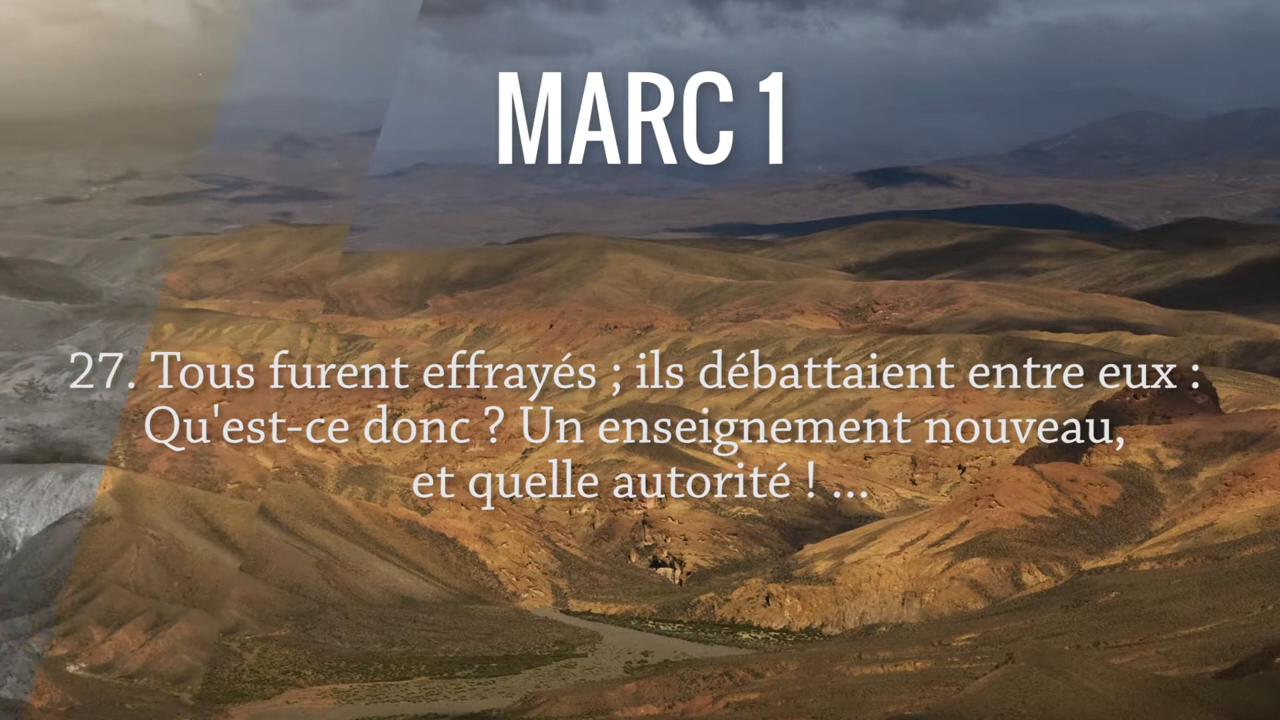 MARC 1
27. Tous furent effrayés ; ils débattaient entre eux :
Qu'est-ce donc ? Un enseignement nouveau,
et quelle autorité ! ...